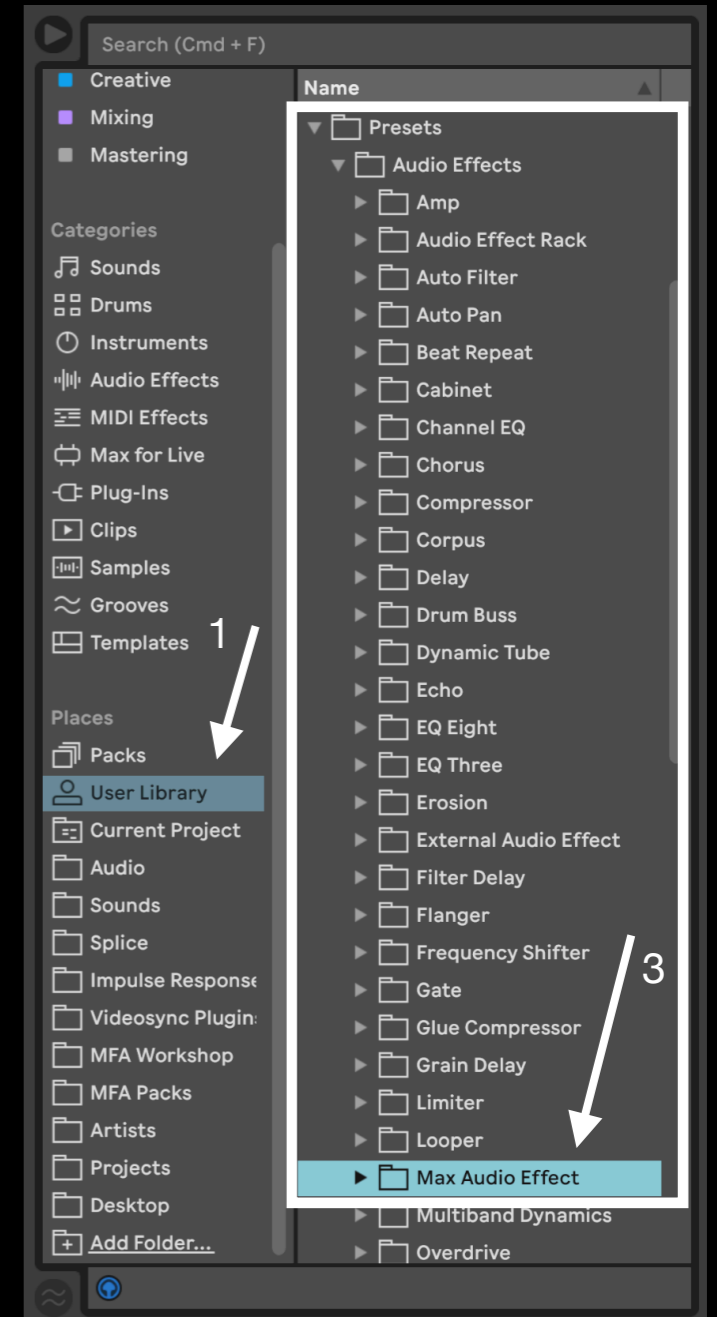 Search (Cmd + F)
Creative
Mixing
Mastering
Categories
Sounds
Drums
Instruments
Audio Effects
MIDI Effects
Max for Live
Plug-Ins
Clips
Samples
Grooves
Templates
1
Places
Packs
User Library
Current Project
Audio
Sounds
Splice
Impulse Response
Videosync Plugin
MFA Workshop
MFA Packs
Artists
Projects
Desktop
Add Folder...
Name
Presets
Audio Effects
Amp
Audio Effect Rack
Auto Filter
Auto Pan
Beat Repeat
Cabinet
Channel EQ
Chorus
Compressor
Corpus
Delay
Drum Buss
Dynamic Tube
Echo
EQ Eight
EQ Three
Erosion
External Audio Effect
Filter Delay
Flanger
Frequency Shifter
3
Gate
Glue Compressor
Grain Delay
Limiter
Looper
Max Audio Effect
Multiband Dynamics
Overdrive